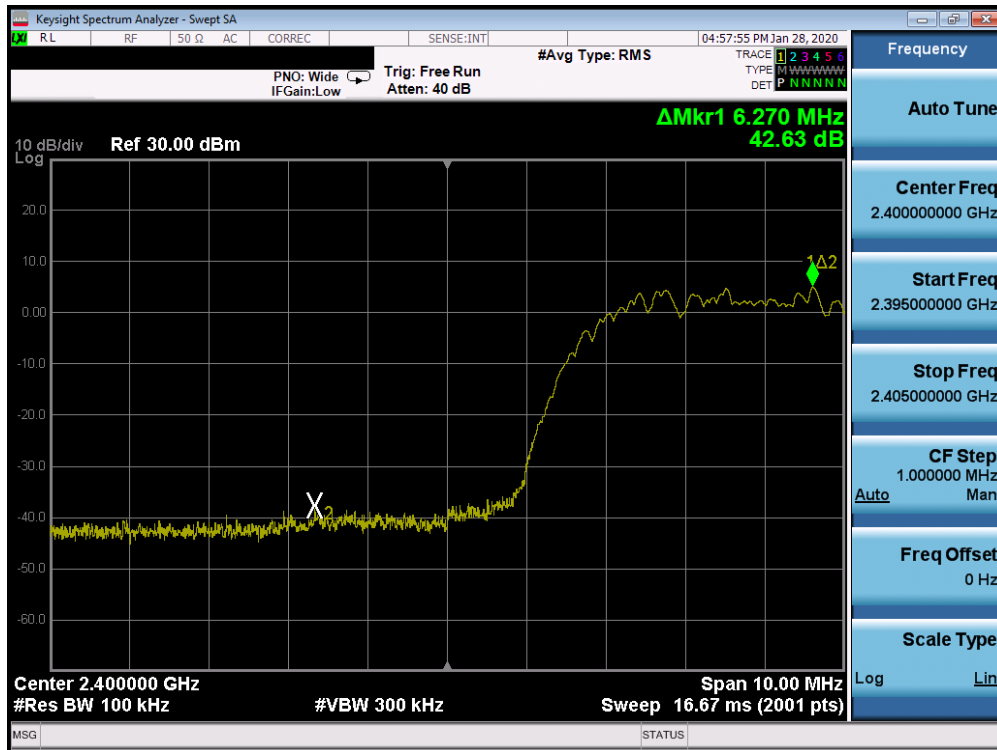 Keysight Spectrum Analyzer - Swept SA
LXI RL RF 50 Ω AC CORREC SENSE:INT 04:57:55 PM Jan 28, 2020
#Avg Type: RMS
TRACE 1 2 3 4 5 6
TYPE M WWWWW
DET P N N N N N
PNO: Wide
IFGain:Low
Trig: Free Run
Atten: 40 dB
ΔMkr1 6.270 MHz
42.63 dB
10 dB/div Ref 30.00 dBm
Log
20.0
10.0
0.00
-10.0
-20.0
-30.0
-40.0
-50.0
-60.0
1Δ2
X2
Center 2.400000 GHz
Span 10.00 MHz
#Res BW 100 kHz
#VBW 300 kHz
Sweep 16.67 ms (2001 pts)
MSG
STATUS
Frequency
Auto Tune
Center Freq
2.400000000 GHz
Start Freq
2.395000000 GHz
Stop Freq
2.405000000 GHz
CF Step
1.000000 MHz
Auto Man
Freq Offset
0 Hz
Scale Type
Log Lin